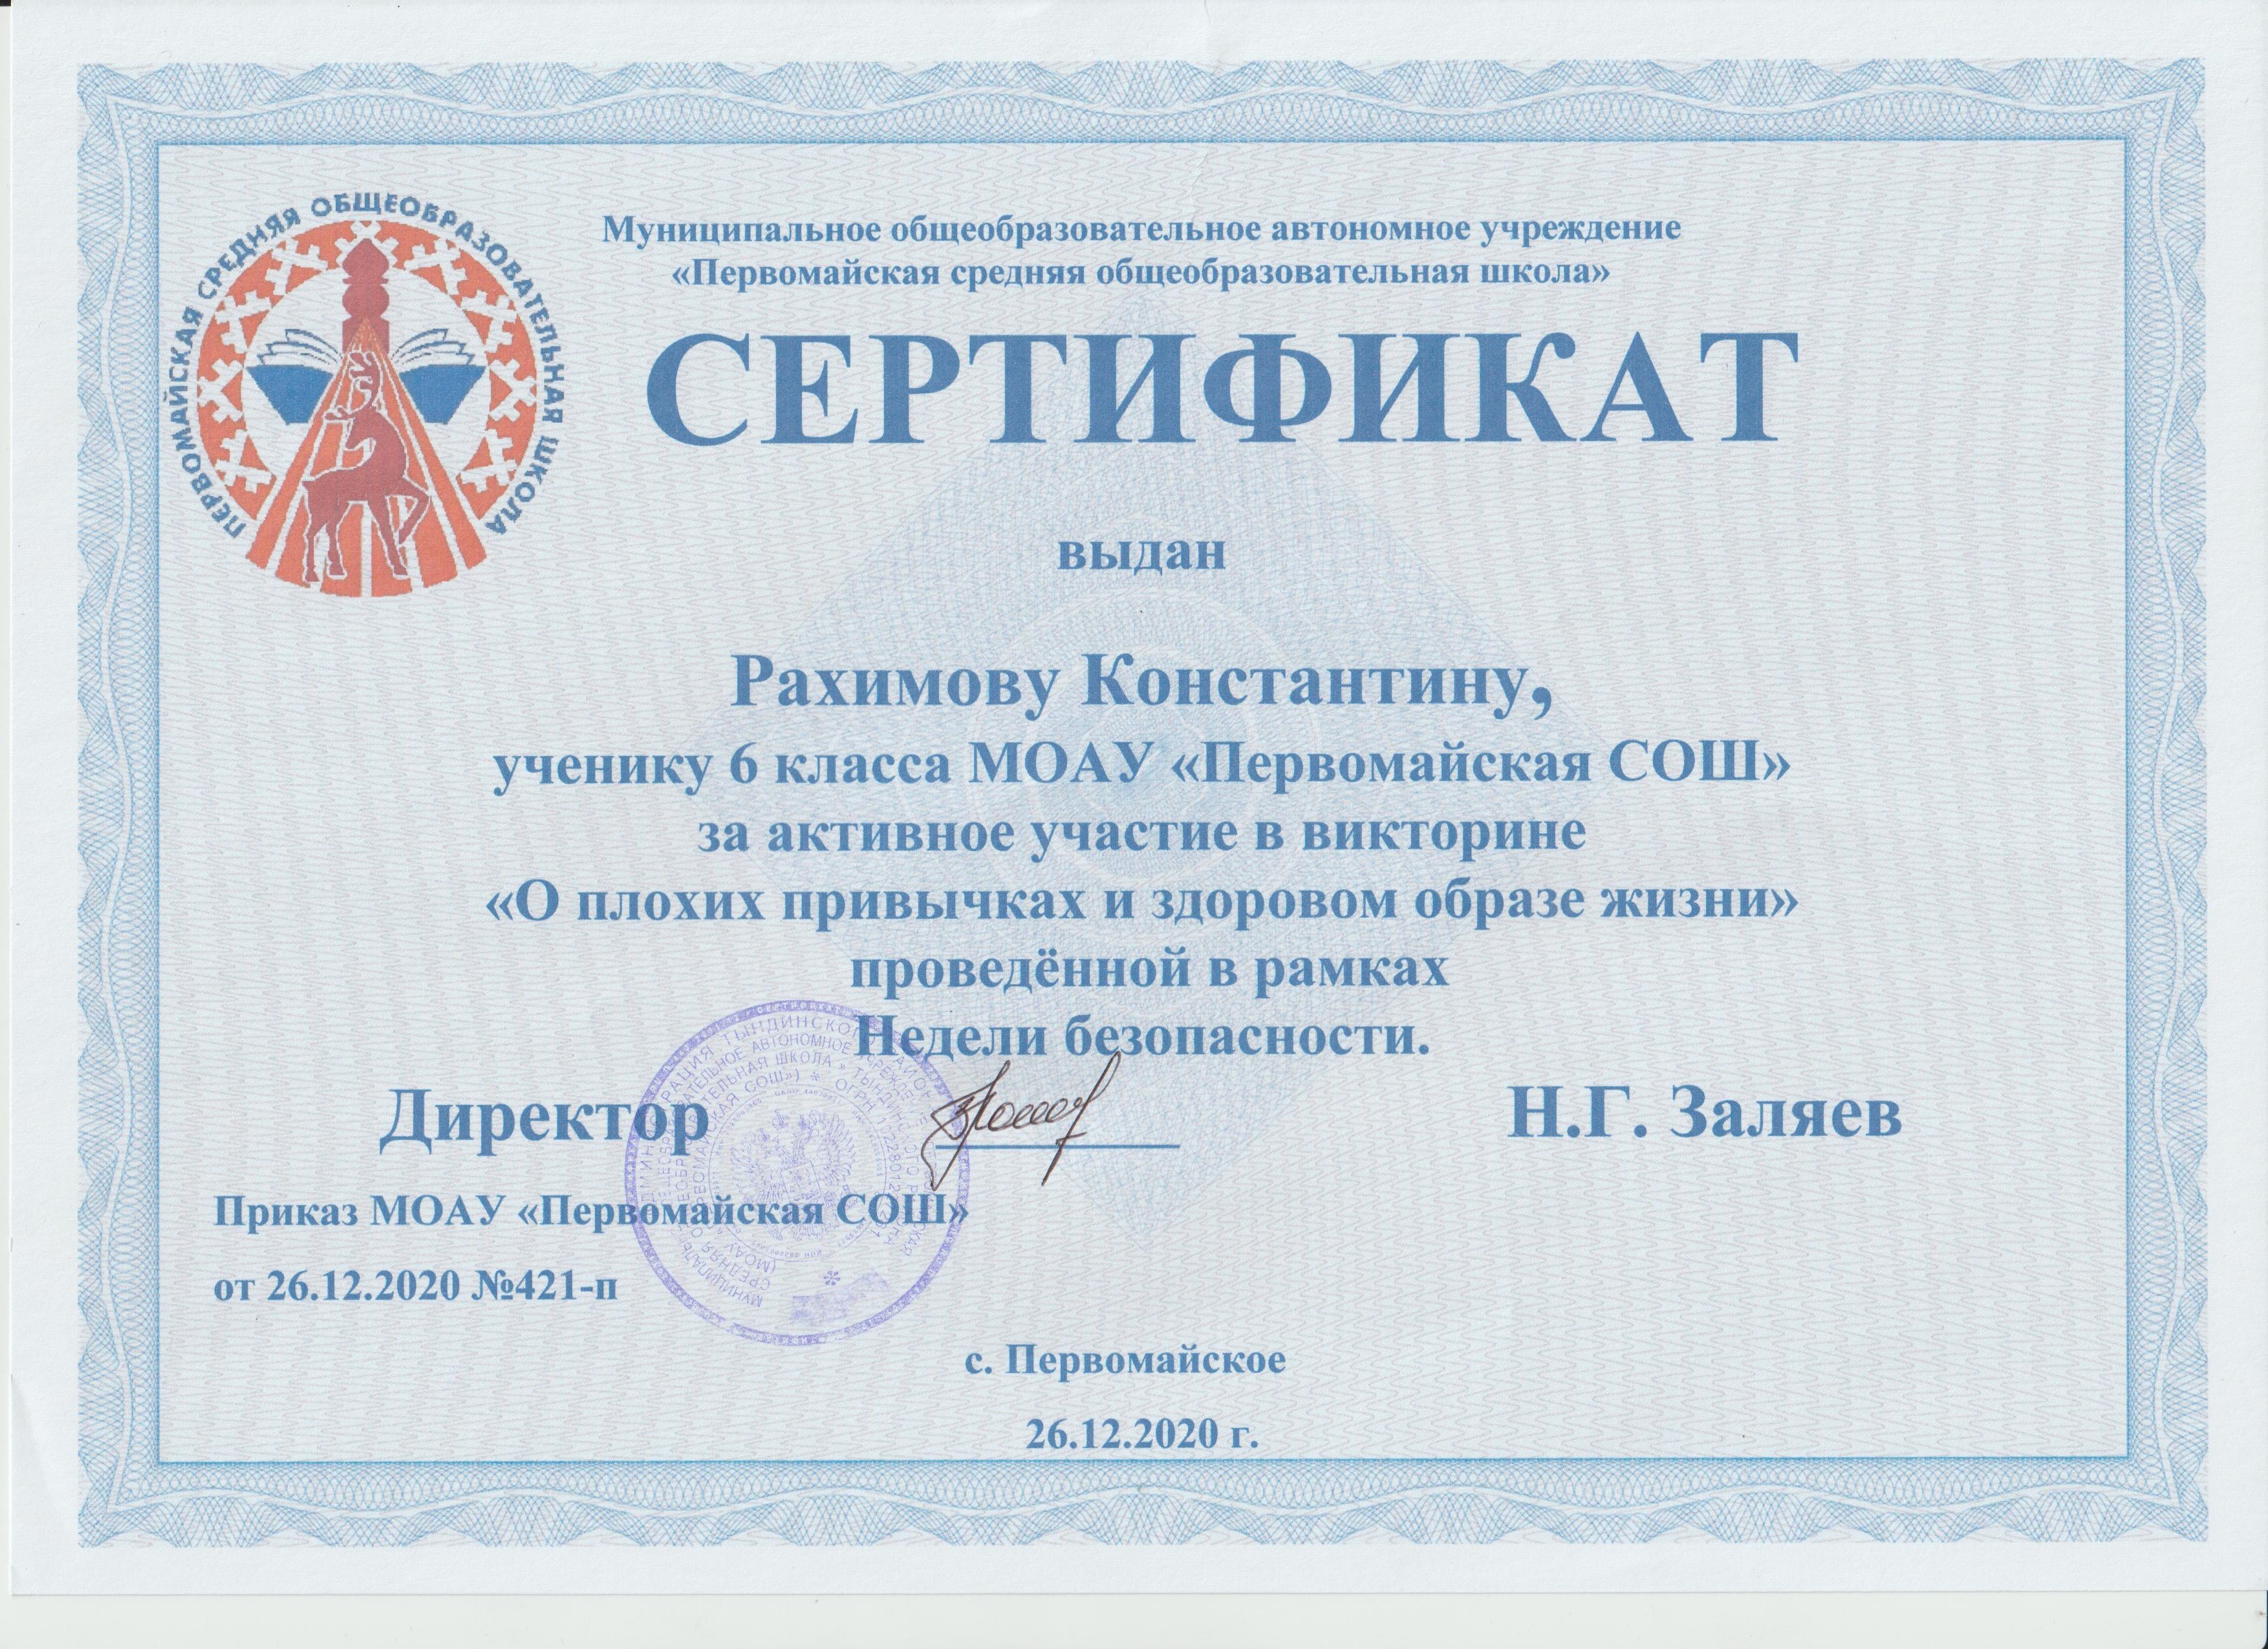 ПЕРВОМАЙСКАЯ СРЕДНЯЯ ОБЩЕОБРАЗОВАТЕЛЬНАЯ ШКОЛА
Муниципальное общеобразовательное автономное учреждение
«Первомайская средняя общеобразовательная школа»
СЕРТИФИКАТ
выдан
Рахимову Константину,
ученику 6 класса МОАУ «Первомайская СОШ»
за активное участие в викторине
«О плохих привычках и здоровом образе жизни»
проведённой в рамках
Недели безопасности.
Директор Н.Г. Заляев
Приказ МОАУ «Первомайская СОШ»
от 26.12.2020 №421-п
с. Первомайское
26.12.2020 г.